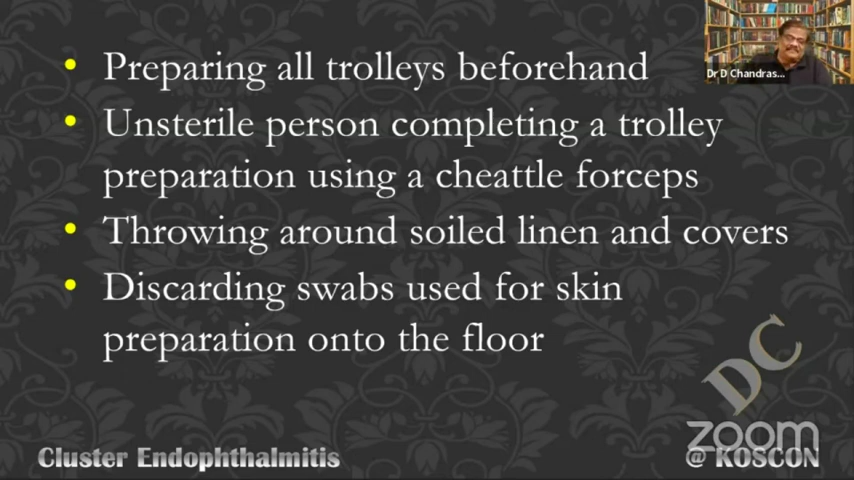 Dr D Chandras...
Preparing all trolleys beforehand
Unsterile person completing a trolley
preparation using a cheattle forceps
Throwing around soiled linen and covers
Discarding swabs used for skin
preparation onto the floor
DC
zoom
Cluster Endophthalmitis
@ KOSCON